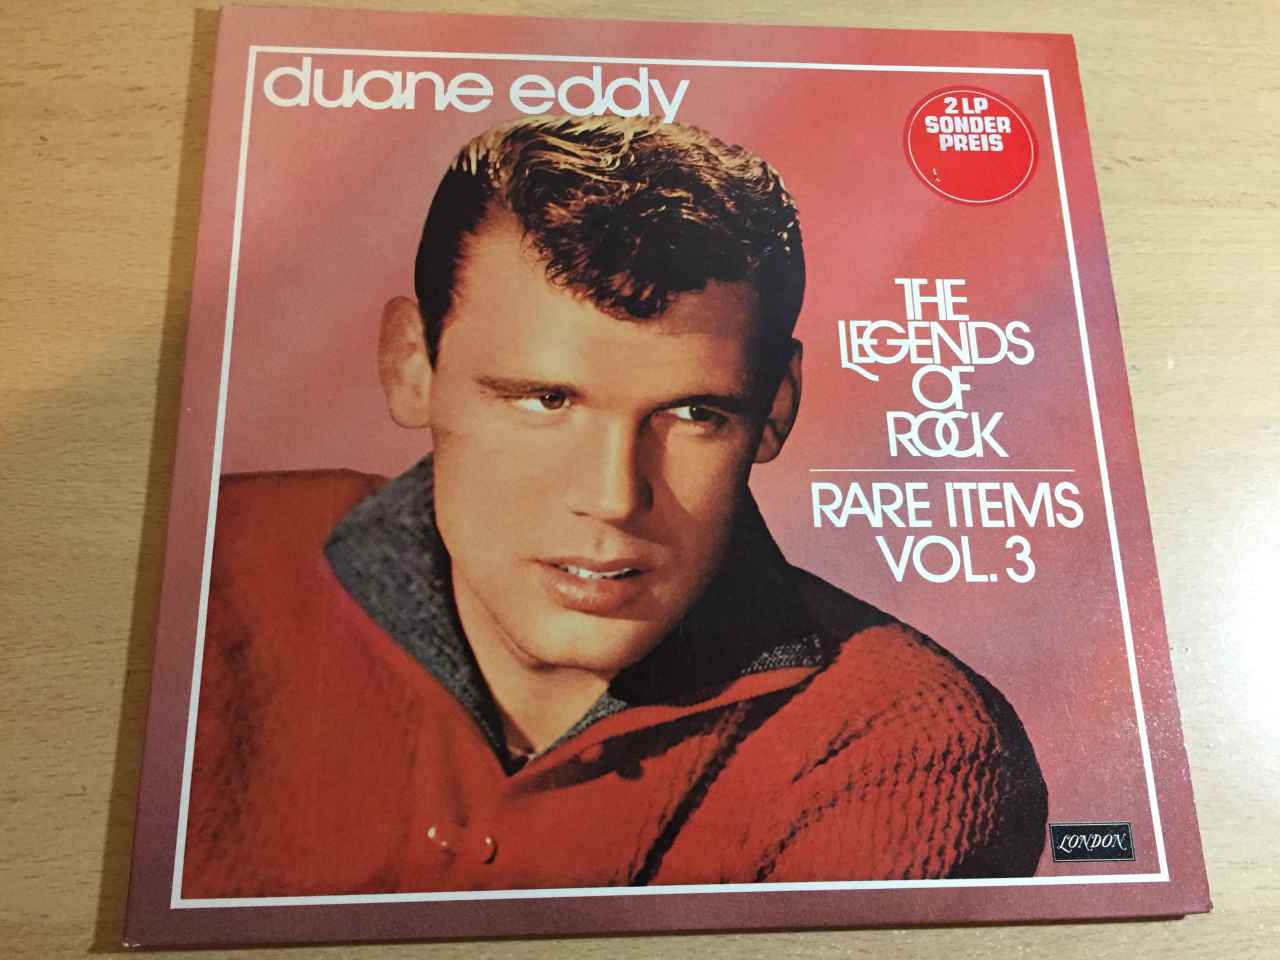 duane eddy
2 LP
SONDER
PREIS
THE
LEGENDS
OF
ROCK
RARE ITEMS
VOL. 3
LONDON